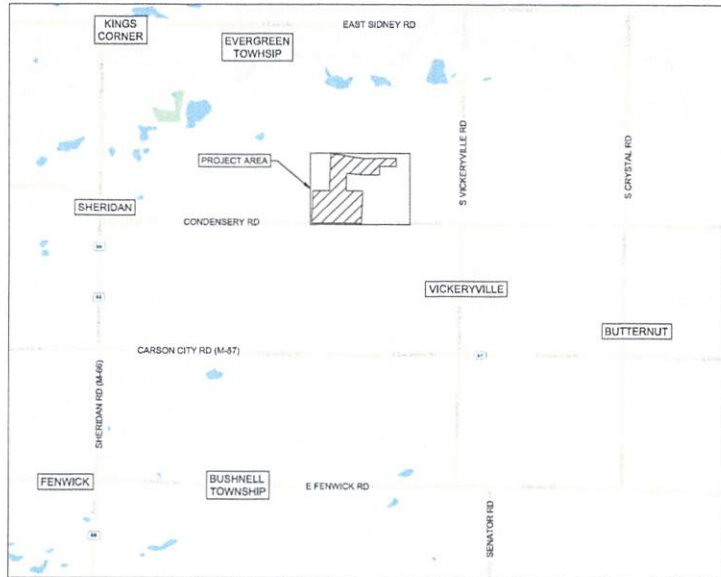 KINGS
CORNER
EAST SIDNEY RD
EVERGREEN
TOWHSIP
PROJECT AREA
S VICKERYVILLE RD
S CRYSTAL RD
SHERIDAN
CONDENSERY RD
VICKERYVILLE
BUTTERNUT
CARSON CITY RD (M-57)
SHERIDAN RD (M-66)
FENWICK
BUSHNELL
TOWNSHIP
E FENWICK RD
SENATOR RD